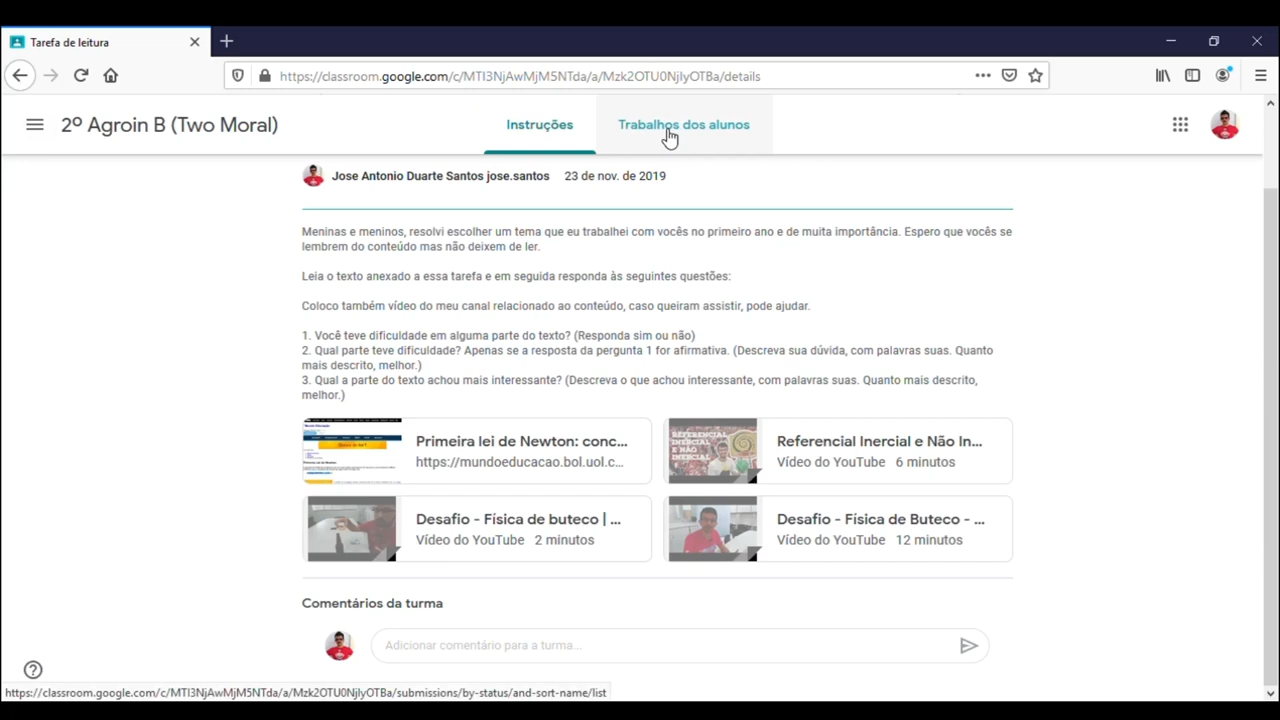 Tarefa de leitura
https://classroom.google.com/c/MTI3NjAwMjM5NTda/a/Mzk2OTU0NjIyOTBa/details
2º Agroin B (Two Moral)
Instruções
Trabalhos dos alunos
Jose Antonio Duarte Santos jose.santos 23 de nov. de 2019
Meninas e meninos, resolvi escolher um tema que eu trabalhei com vocês no primeiro ano e de muita importância. Espero que vocês se
lembrem do conteúdo mas não deixem de ler.
Leia o texto anexado a essa tarefa e em seguida responda às seguintes questões:
Coloco também vídeo do meu canal relacionado ao conteúdo, caso queiram assistir, pode ajudar.
1. Você teve dificuldade em alguma parte do texto? (Responda sim ou não)
2. Qual parte teve dificuldade? Apenas se a resposta da pergunta 1 for afirmativa. (Descreva sua dúvida, com palavras suas. Quanto
mais descrito, melhor.)
3. Qual a parte do texto achou mais interessante? (Descreva o que achou interessante, com palavras suas. Quanto mais descrito,
melhor.)
Primeira lei de Newton: conc...
https://mundoeducacao.bol.uol.c...
REFERENCIAL
INERCIAL
E NÃO
INERCIAL
Referencial Inercial e Não In...
Vídeo do YouTube 6 minutos
Desafio - Física de buteco | ...
Vídeo do YouTube 2 minutos
Desafio - Física de Buteco - ...
Vídeo do YouTube 12 minutos
Comentários da turma
Adicionar comentário para a turma...
https://classroom.google.com/c/MTI3NjAwMjM5NTda/a/Mzk2OTU0NjIyOTBa/submissions/by-status/and-sort-name/list